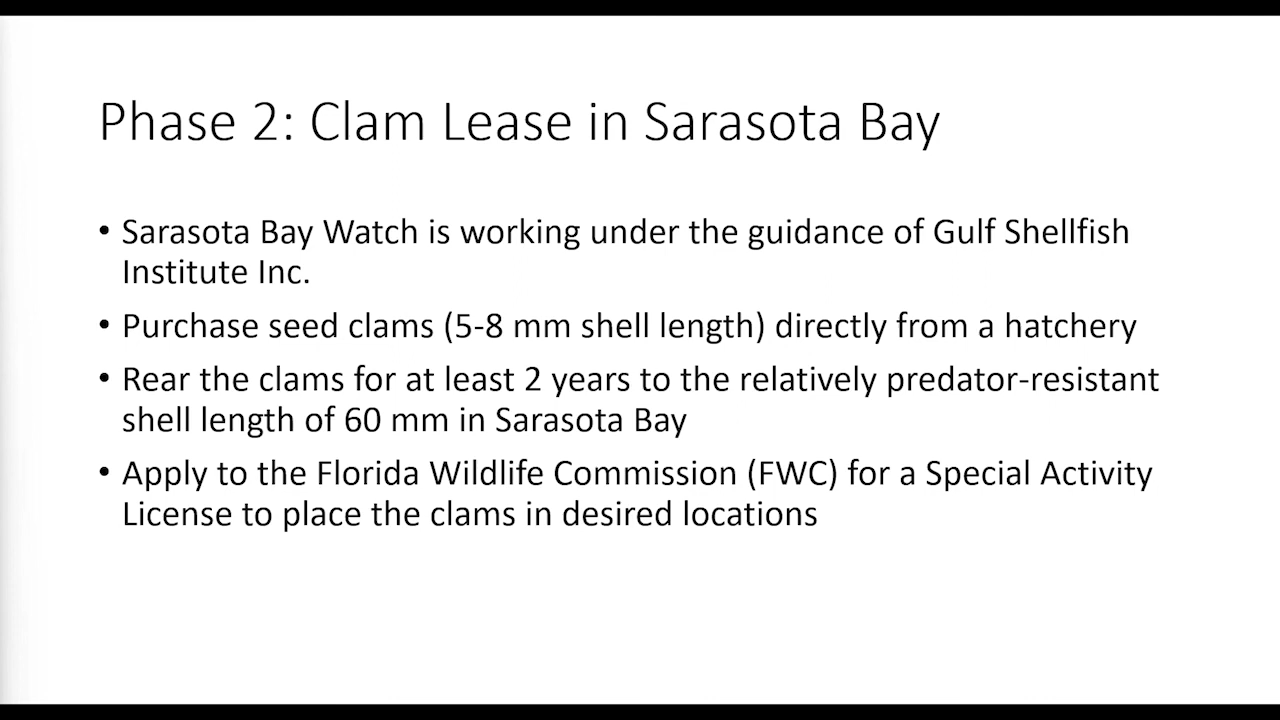 Phase 2: Clam Lease in Sarasota Bay
• Sarasota Bay Watch is working under the guidance of Gulf Shellfish
Institute Inc.
• Purchase seed clams (5-8 mm shell length) directly from a hatchery
• Rear the clams for at least 2 years to the relatively predator-resistant
shell length of 60 mm in Sarasota Bay
• Apply to the Florida Wildlife Commission (FWC) for a Special Activity
License to place the clams in desired locations